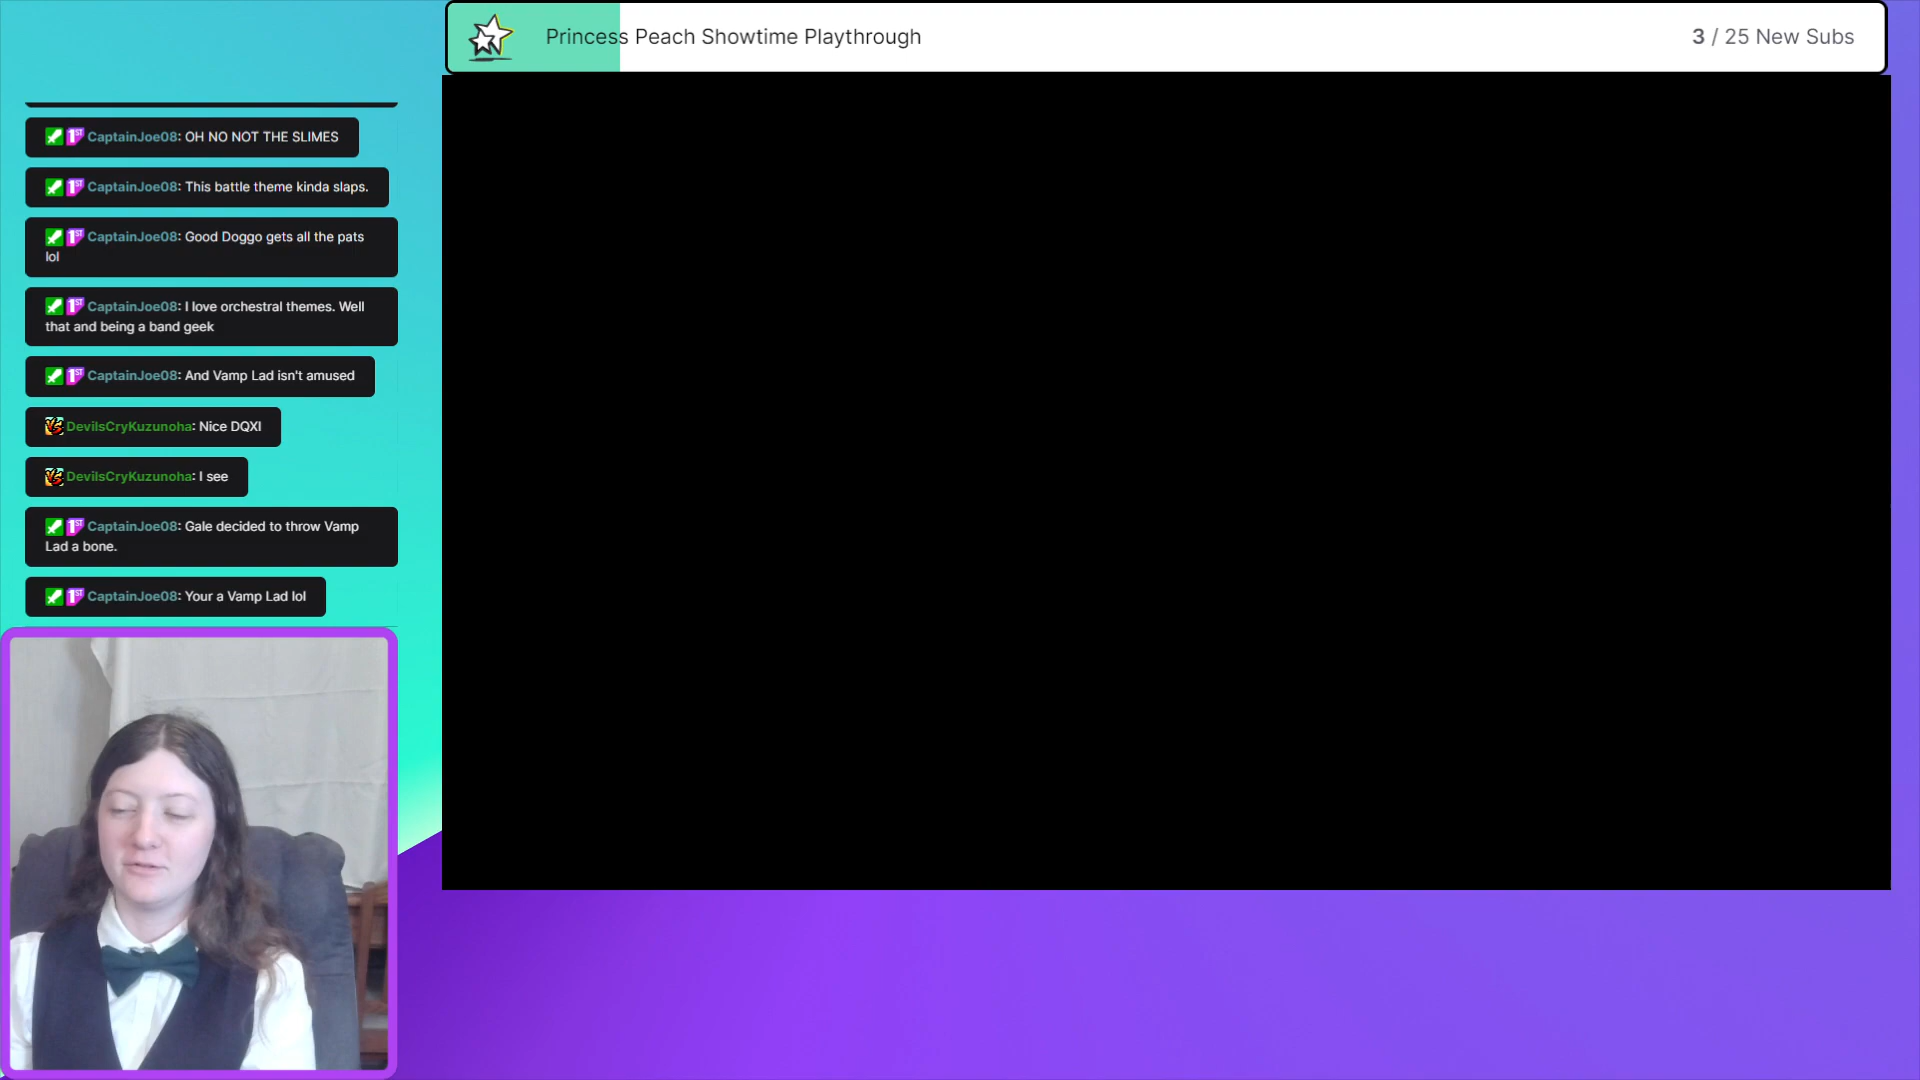 Princess Peach Showtime Playthrough
3 / 25 New Subs
CaptainJoe08: OH NO NOT THE SLIMES
CaptainJoe08: This battle theme kinda slaps.
CaptainJoe08: Good Doggo gets all the pats
lol
CaptainJoe08: I love orchestral themes. Well
that and being a band geek
CaptainJoe08: And Vamp Lad isn't amused
DevilsCryKuzunoha: Nice DQXI
DevilsCryKuzunoha: I see
CaptainJoe08: Gale decided to throw Vamp
Lad a bone.
CaptainJoe08: Your a Vamp Lad lol